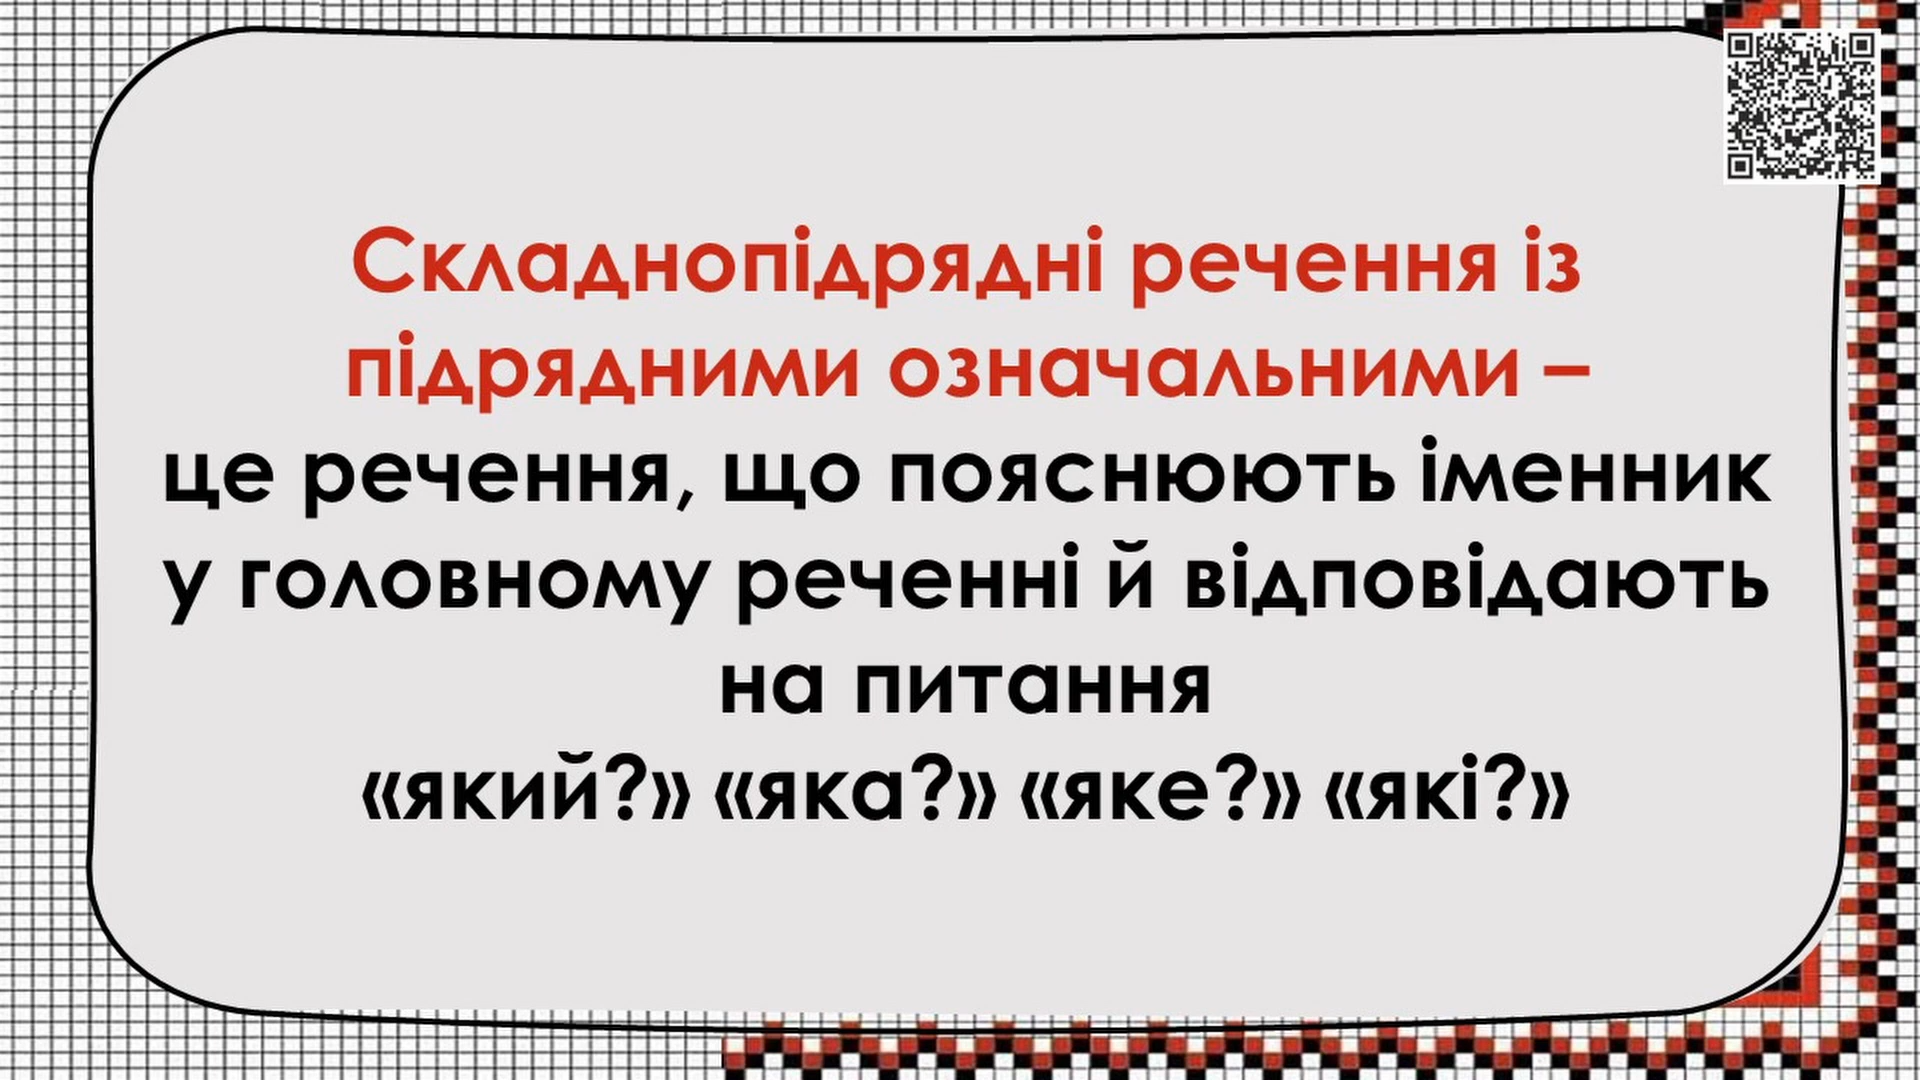 Складнопідрядні речення із
підрядними означальними –
це речення, що пояснюють іменник
у головному реченні й відповідають
на питання
«який?» «яка?» «яке?» «які?»